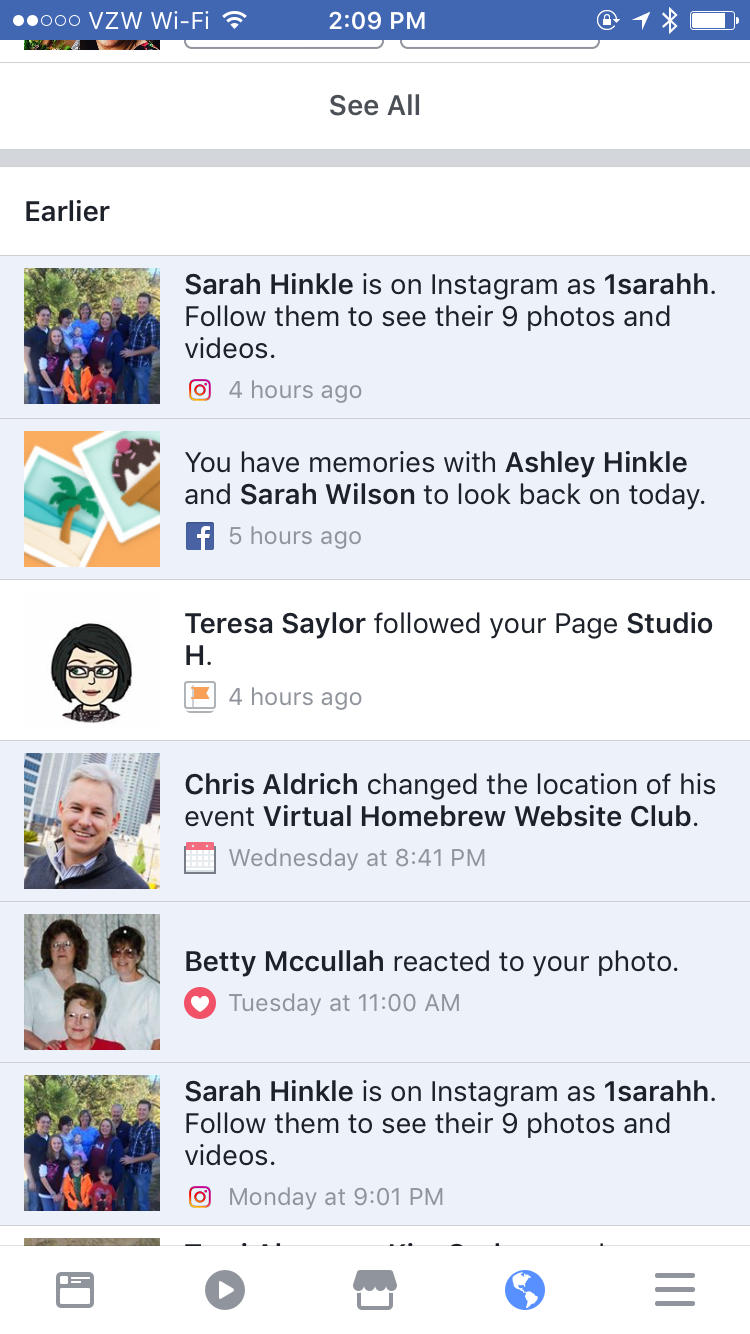 VZW Wi-Fi 2:09 PM
See All
Earlier
Sarah Hinkle is on Instagram as 1sarahh.
Follow them to see their 9 photos and
videos.
4 hours ago
You have memories with Ashley Hinkle
and Sarah Wilson to look back on today.
5 hours ago
Teresa Saylor followed your Page Studio
H.
4 hours ago
Chris Aldrich changed the location of his
event Virtual Homebrew Website Club.
Wednesday at 8:41 PM
Betty Mccullah reacted to your photo.
Tuesday at 11:00 AM
Sarah Hinkle is on Instagram as 1sarahh.
Follow them to see their 9 photos and
videos.
Monday at 9:01 PM